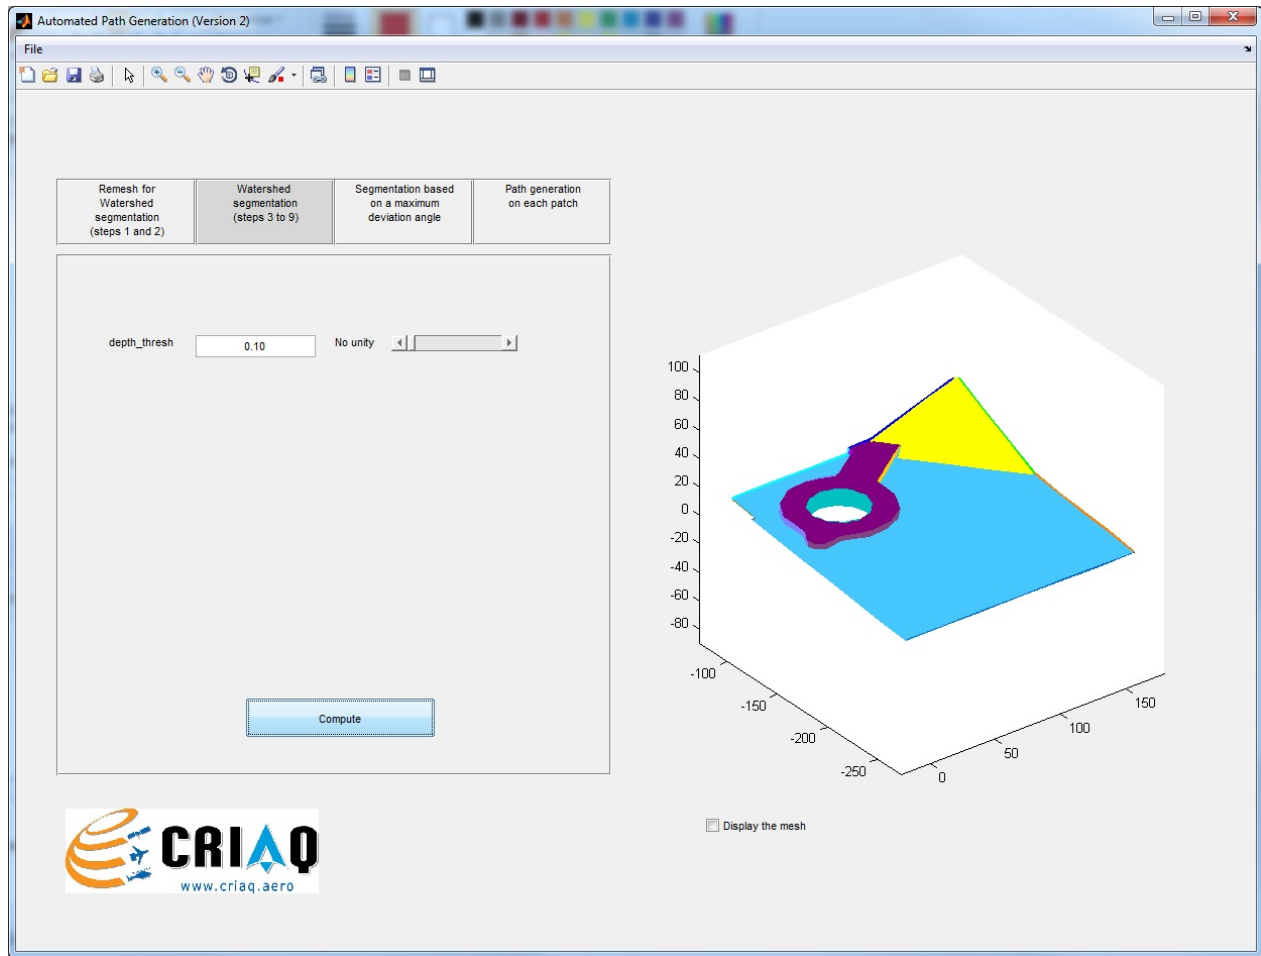 Automated Path Generation (Version 2)
File
Remesh for
Watershed
segmentation
(steps 1 and 2)
Watershed
segmentation
(steps 3 to 9)
Segmentation based
on a maximum
deviation angle
Path generation
on each patch
depth_thresh
0.10
No unity
Compute
100
80
60
40
20
0
-20
-40
-60
-80
-100
-150
-200
-250
0
50
100
150
Display the mesh
CRIAQ
www.criaq.aero